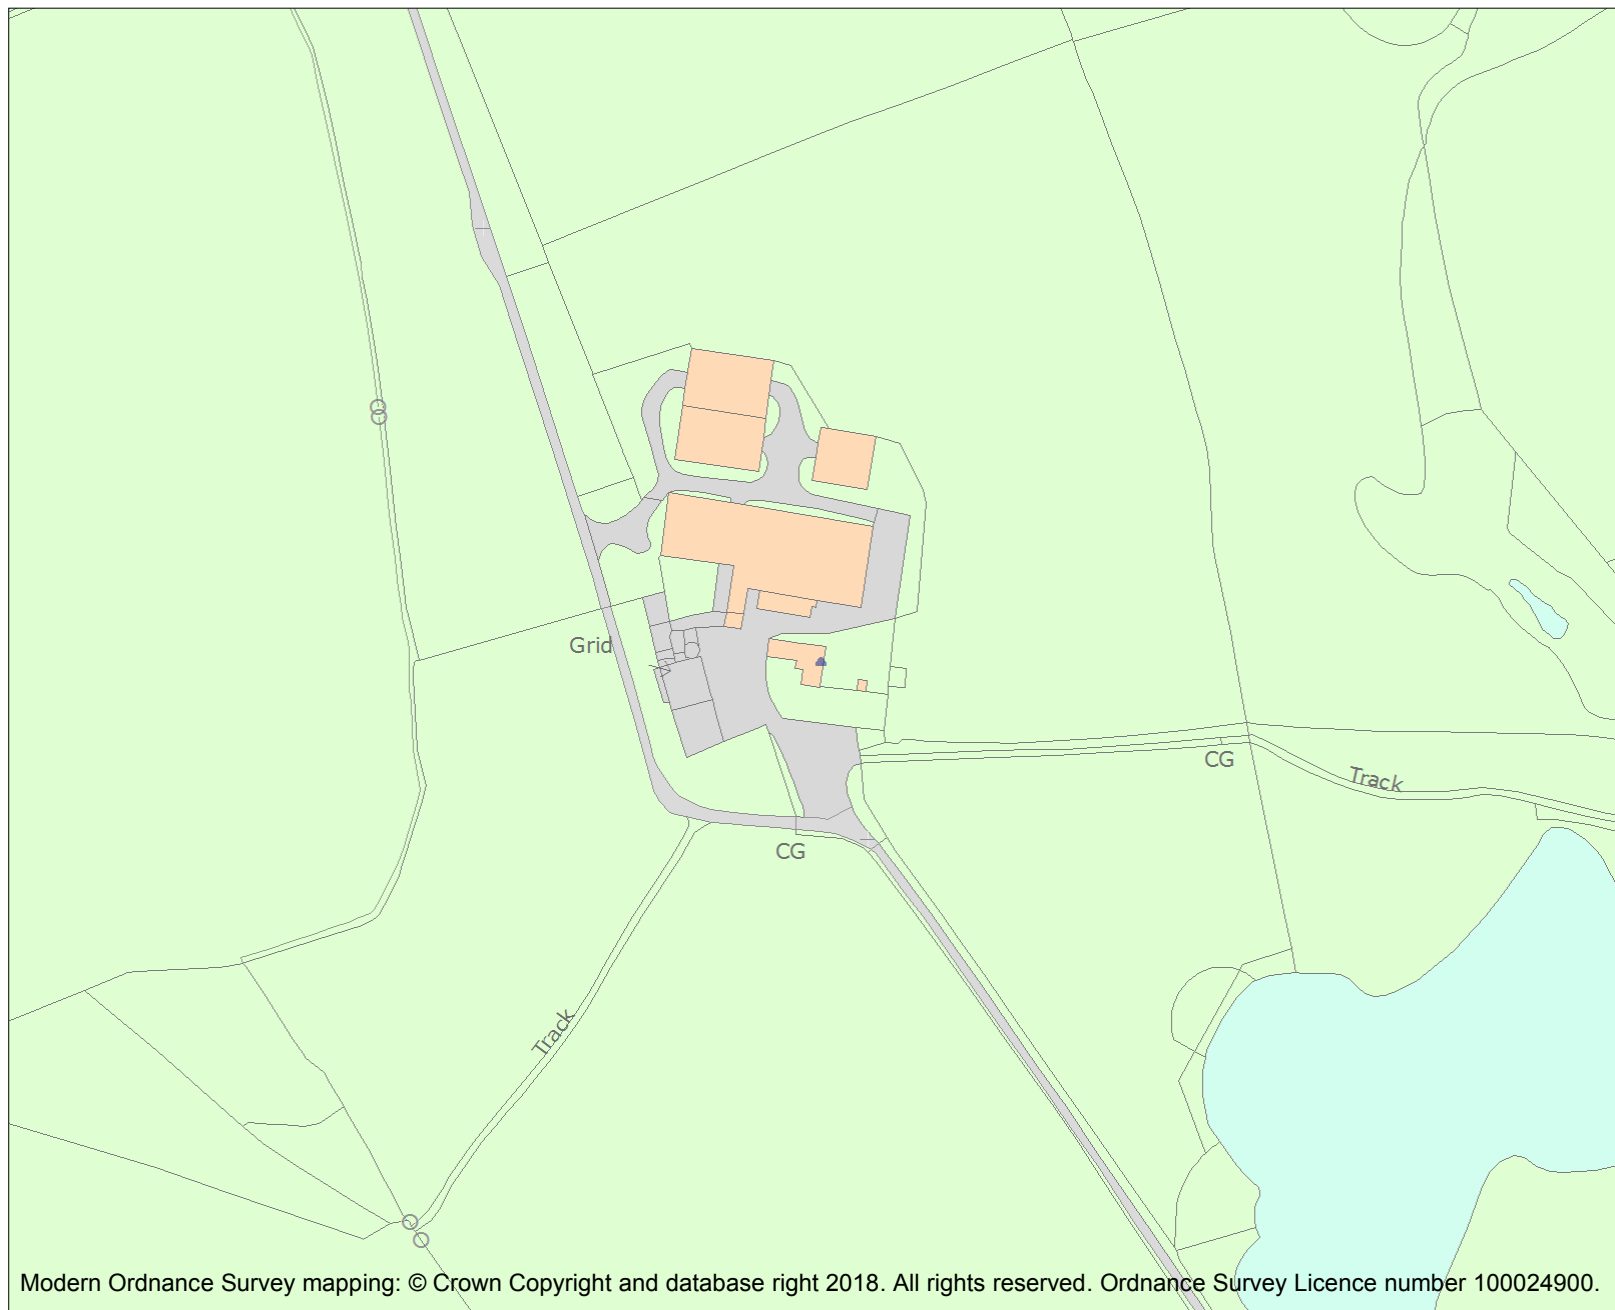 Grid
CG
Track
CG
Track
Modern Ordnance Survey mapping: © Crown Copyright and database right 2018. All rights reserved. Ordnance Survey Licence number 100024900.